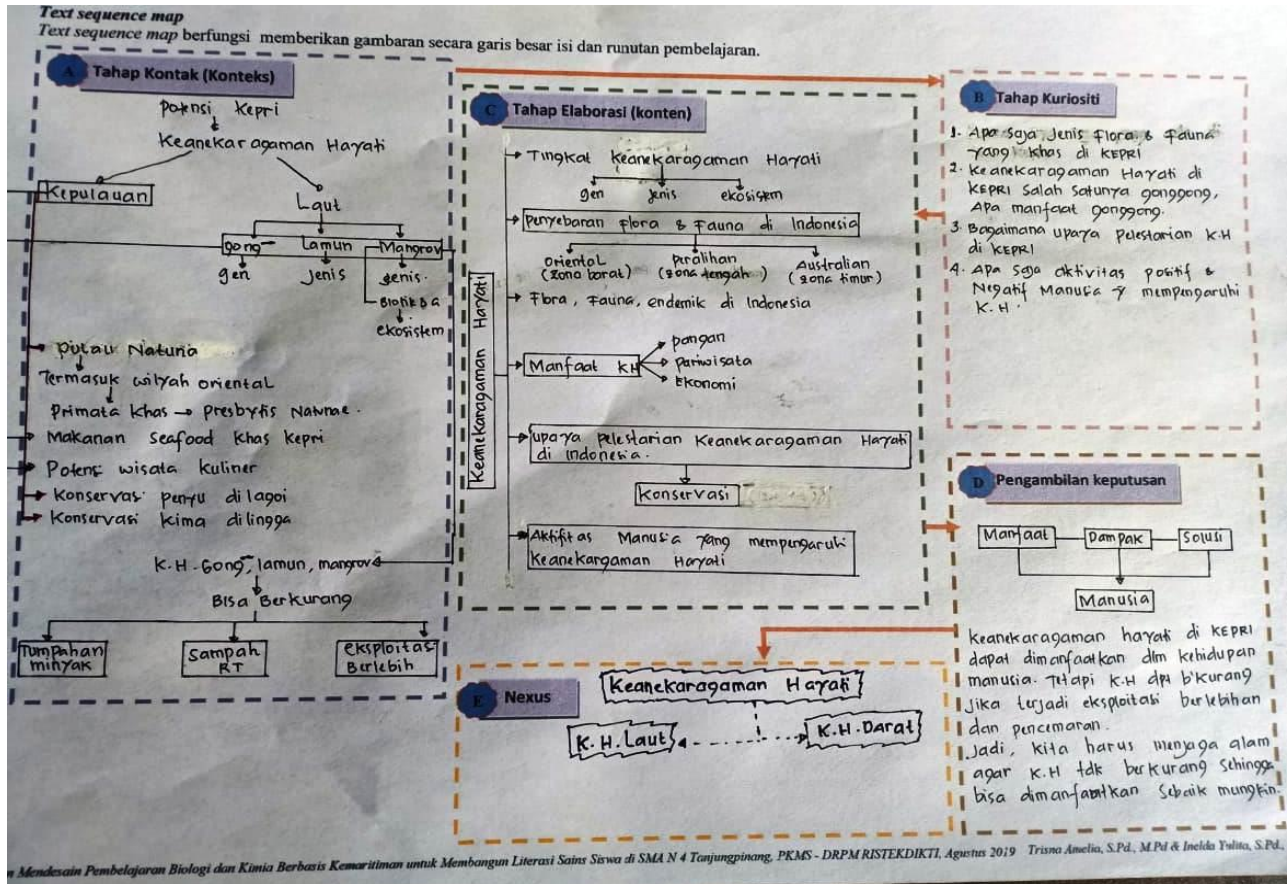 Text sequence map
Text sequence map berfungsi memberikan gambaran secara garis besar isi dan runutan pembelajaran.
A Tahap Kontak (Konteks)
potensi Kepri
Keanekaragaman Hayati
Kepulauan
Laut
gong² Lamun Mangrov
gen Jenis Jenis.
ekosistem
pulau Natuna
Termasuk wilyah oriental
Primata Khas → Presbytis Natunae.
Makanan Seafood Khas Kepri
Potens wisata kuliner
Konservas penyu di lagoi
Konservasi Kima di lingga
K.H. Gong², lamun, mangrove
Bisa Berkurang
Tumpahan minyak
Sampah RT
eksploitas Berlebih
C Tahap Elaborasi (konten)
Keanekaragaman Hayati
Tingkat Keanekaragaman Hayati
gen jenis ekosistem
Penyebaran Flora & Fauna di Indonesia
Oriental (zona barat)
Peralihan (zona tengah)
Australian (zona timur)
Flora, Fauna, endemik di Indonesia
Manfaat KH
pangan
pariwisata
Ekonomi
upaya pelestarian Keanekaragaman Hayati
di Indonesia.
Konservasi
Aktifitas Manusia yang mempengaruhi
Keanekargaman Hayati
B Tahap Kuriositi
1. Apa saja Jenis Flora & Fauna
yang khas di KEPRI
2. Keanekaragaman Hayati di
KEPRI Salah satunya gonggong,
Apa manfaat gonggong.
3. Bagaimana upaya pelestarian K.H
di KEPRI
4. Apa saja aktivitas positif &
Negatif Manusa yg mempengaruhi
K.H.
D Pengambilan keputusan
Manfaat Dampak Solusi
Manusia
Keanekaragaman hayati di KEPRI
dapat dimanfaatkan dlm kehidupan
manusia. Tetapi K.H dpt b'kurang
jika terjadi eksploitasi berlebihan
dan pencemaran.
Jadi, kita harus menjaga alam
agar K.H tdk berkurang sehingga
bisa dimanfaatkan sebaik mungkin.
E Nexus
Keanekaragaman Hayati
K.H. Laut
K.H. Darat
n Mendesain Pembelajaran Biologi dan Kimia Berbasis Kemaritiman untuk Membangun Literasi Sains Siswa di SMA N 4 Tanjungpinang, PKMS - DRPM RISTEKDIKTI, Agustus 2019 Trisna Amelia, S.Pd., M.Pd & Inelda Yulita, S.Pd.,